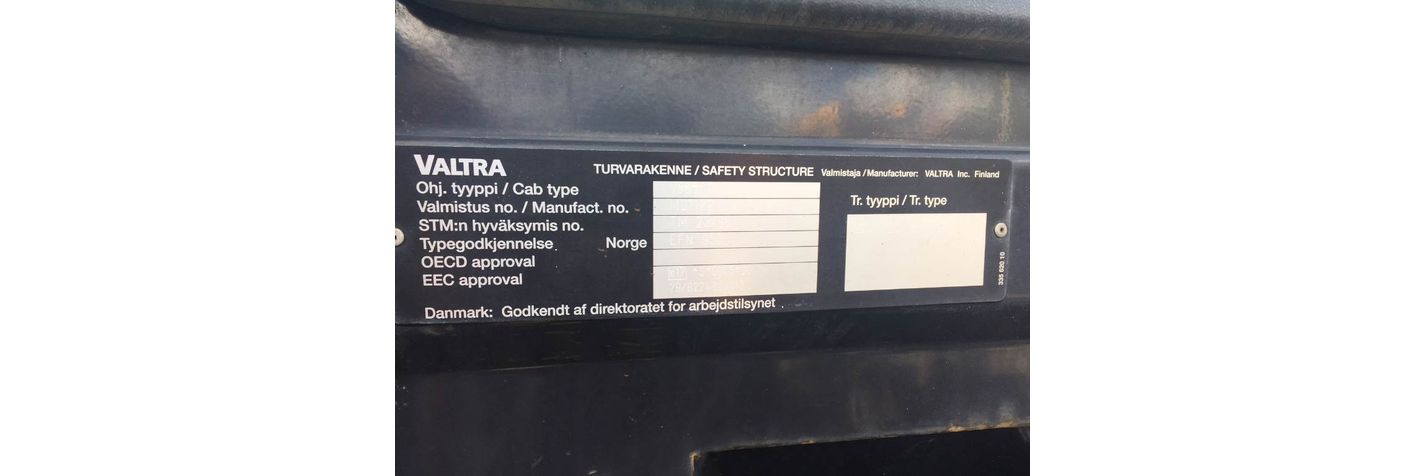 VALTRA
TURVARAKENNE / SAFETY STRUCTURE Valmistaja / Manufacturer: VALTRA Inc. Finland
Ohj. tyyppi / Cab type
Valmistus no. / Manufact. no.
STM:n hyväksymis no.
Typegodkjennelse Norge EFN
OECD approval
EEC approval
Tr. tyyppi / Tr. type
335 620 10
Danmark: Godkendt af direktoratet for arbejdstilsynet